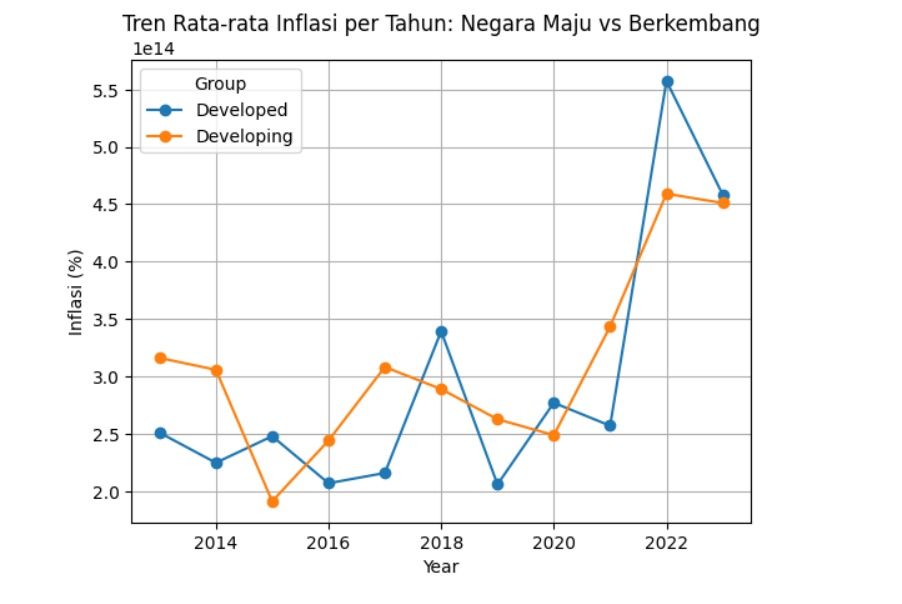 Tren Rata-rata Inflasi per Tahun: Negara Maju vs Berkembang
1e14
Group
Developed
Developing
5.5
5.0
4.5
4.0
3.5
3.0
2.5
2.0
Inflasi (%)
2014 2016 2018 2020 2022
Year